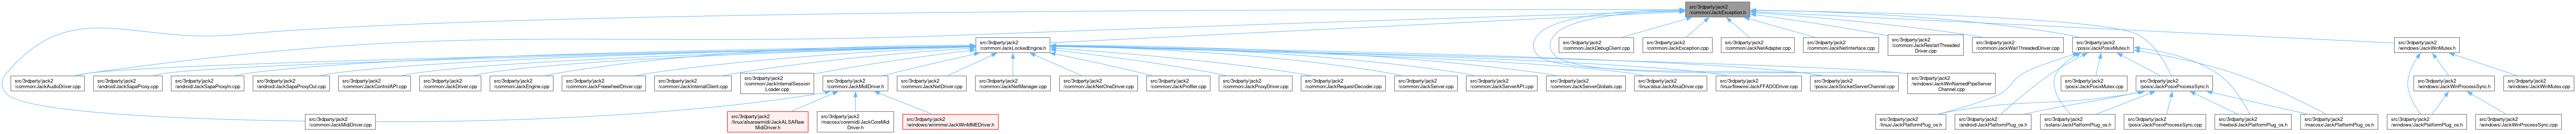 src/3rdparty/jack2
/common/JackException.h
src/3rdparty/jack2
/common/JackLockedEngine.h
src/3rdparty/jack2
/common/JackDebugClient.cpp
src/3rdparty/jack2
/common/JackException.cpp
src/3rdparty/jack2
/common/JackNetAdapter.cpp
src/3rdparty/jack2
/common/JackNetInterface.cpp
src/3rdparty/jack2
/common/JackRestartThreaded
Driver.cpp
src/3rdparty/jack2
/common/JackWaitThreadedDriver.cpp
src/3rdparty/jack2
/posix/JackPosixMutex.h
src/3rdparty/jack2
/windows/JackWinMutex.h
src/3rdparty/jack2
/common/JackAudioDriver.cpp
src/3rdparty/jack2
/android/JackSapaProxy.cpp
src/3rdparty/jack2
/android/JackSapaProxyIn.cpp
src/3rdparty/jack2
/android/JackSapaProxyOut.cpp
src/3rdparty/jack2
/common/JackControlAPI.cpp
src/3rdparty/jack2
/common/JackDriver.cpp
src/3rdparty/jack2
/common/JackEngine.cpp
src/3rdparty/jack2
/common/JackFreewheelDriver.cpp
src/3rdparty/jack2
/common/JackInternalClient.cpp
src/3rdparty/jack2
/common/JackInternalSession
Loader.cpp
src/3rdparty/jack2
/common/JackMidiDriver.h
src/3rdparty/jack2
/common/JackNetDriver.cpp
src/3rdparty/jack2
/common/JackNetManager.cpp
src/3rdparty/jack2
/common/JackNetOneDriver.cpp
src/3rdparty/jack2
/common/JackProfiler.cpp
src/3rdparty/jack2
/common/JackProxyDriver.cpp
src/3rdparty/jack2
/common/JackRequestDecoder.cpp
src/3rdparty/jack2
/common/JackServer.cpp
src/3rdparty/jack2
/common/JackServerAPI.cpp
src/3rdparty/jack2
/common/JackServerGlobals.cpp
src/3rdparty/jack2
/linux/alsa/JackAlsaDriver.cpp
src/3rdparty/jack2
/linux/firewire/JackFFADODriver.cpp
src/3rdparty/jack2
/posix/JackSocketServerChannel.cpp
src/3rdparty/jack2
/windows/JackWinNamedPipeServer
Channel.cpp
src/3rdparty/jack2
/posix/JackPosixMutex.cpp
src/3rdparty/jack2
/posix/JackPosixProcessSync.h
src/3rdparty/jack2
/windows/JackWinProcessSync.h
src/3rdparty/jack2
/windows/JackWinMutex.cpp
src/3rdparty/jack2
/common/JackMidiDriver.cpp
src/3rdparty/jack2
/linux/alsarawmidi/JackALSARaw
MidiDriver.h
src/3rdparty/jack2
/macosx/coremidi/JackCoreMidi
Driver.h
src/3rdparty/jack2
/windows/winmme/JackWinMMEDriver.h
src/3rdparty/jack2
/linux/JackPlatformPlug_os.h
src/3rdparty/jack2
/android/JackPlatformPlug_os.h
src/3rdparty/jack2
/solaris/JackPlatformPlug_os.h
src/3rdparty/jack2
/posix/JackPosixProcessSync.cpp
src/3rdparty/jack2
/freebsd/JackPlatformPlug_os.h
src/3rdparty/jack2
/macosx/JackPlatformPlug_os.h
src/3rdparty/jack2
/windows/JackPlatformPlug_os.h
src/3rdparty/jack2
/windows/JackWinProcessSync.cpp